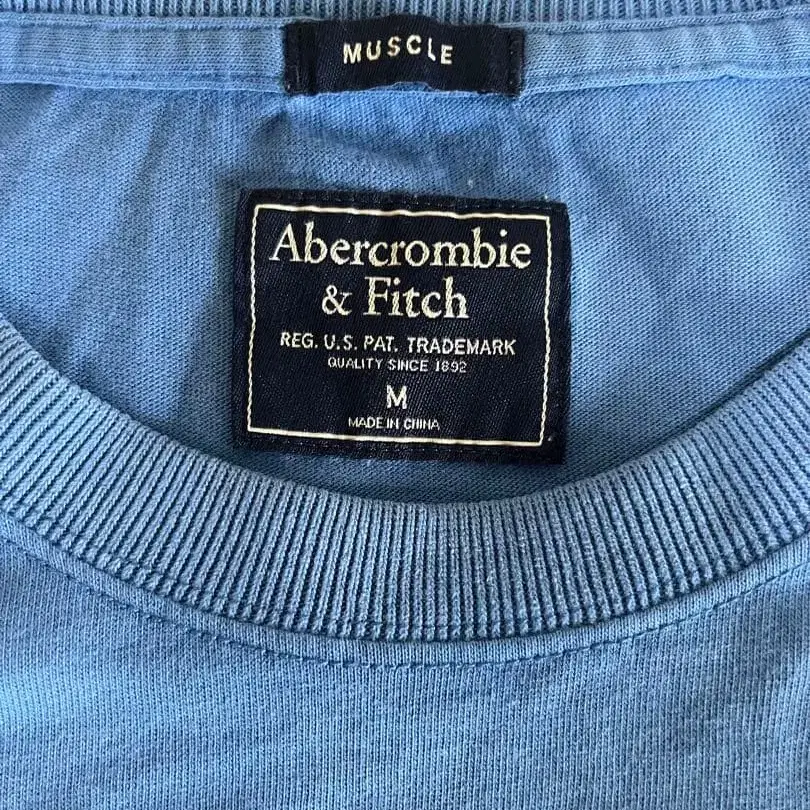 MUSCLE
Abercrombie
& Fitch
REG. U.S. PAT. TRADEMARK
QUALITY SINCE 1892
M
MADE IN CHINA